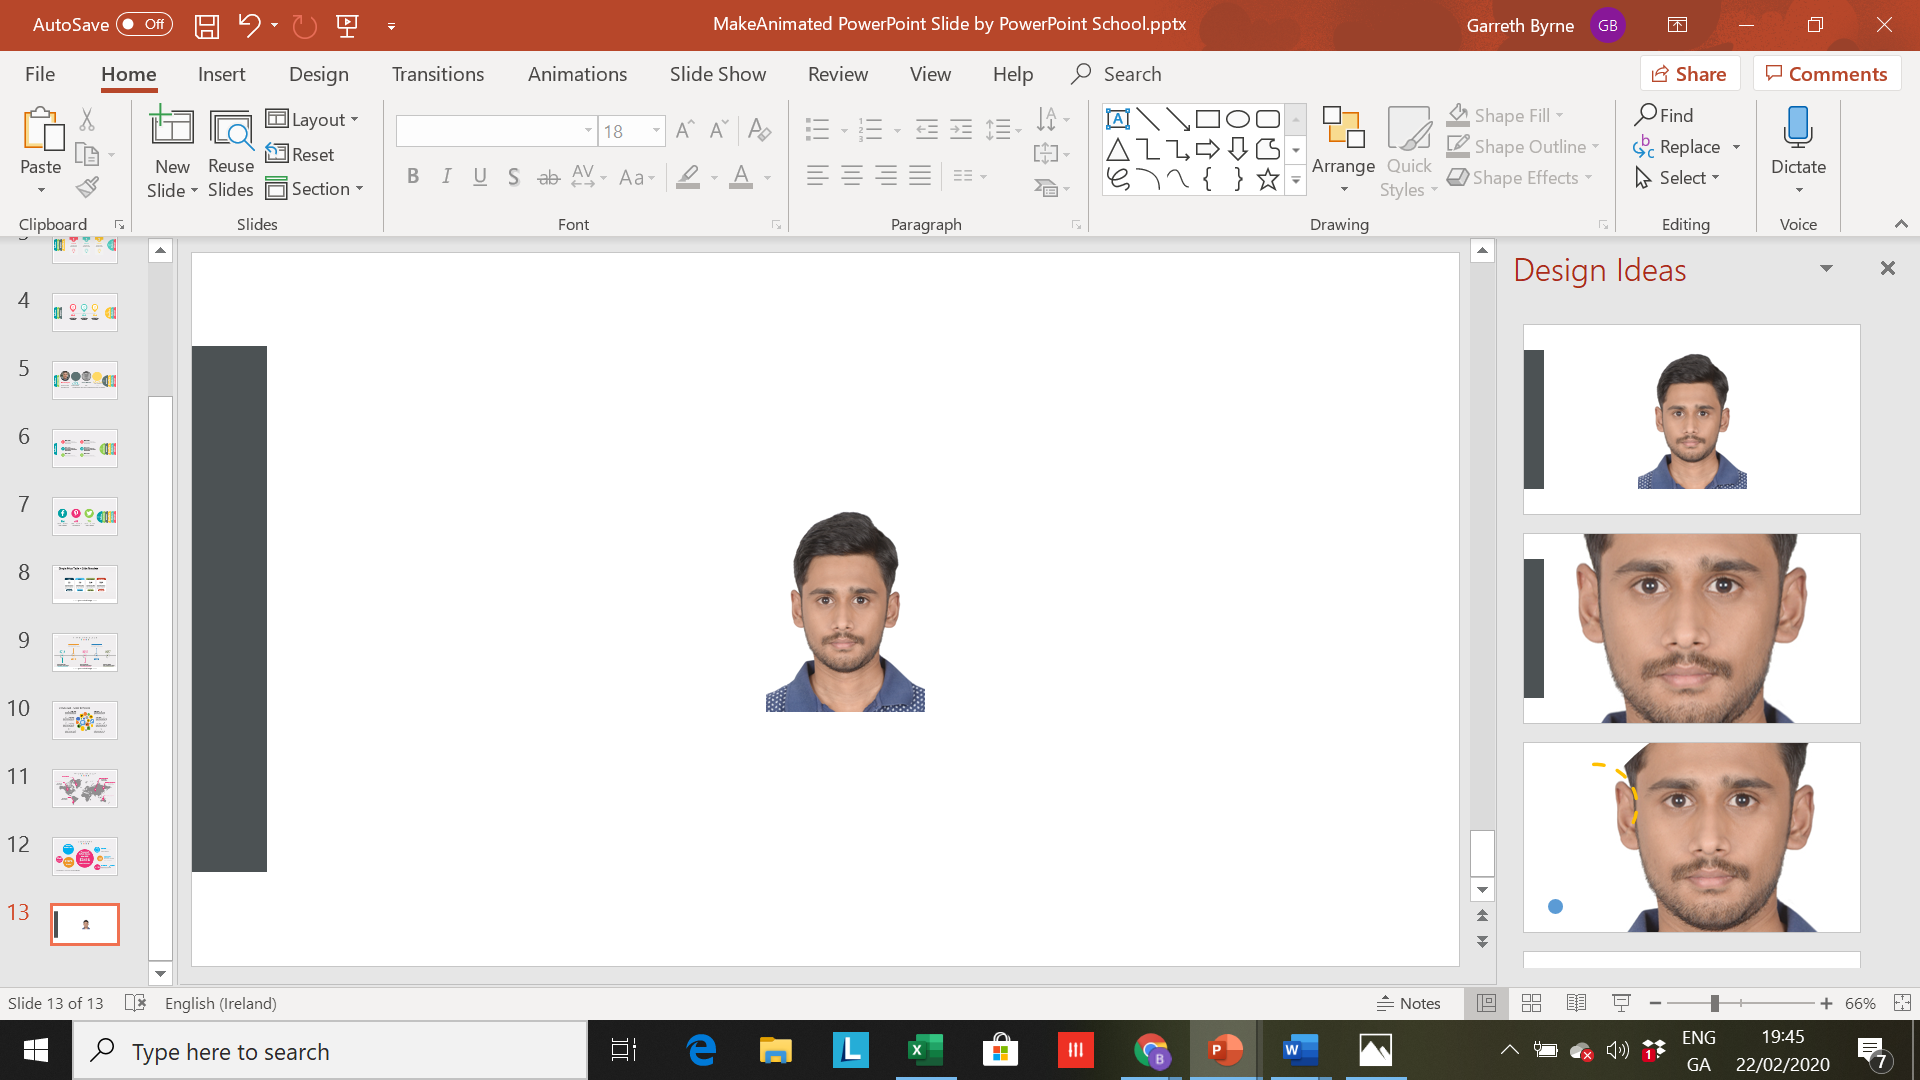 AutoSave Off
MakeAnimated PowerPoint Slide by PowerPoint School.pptx
Garreth Byrne GB
File Home Insert Design Transitions Animations Slide Show Review View Help Search
Share Comments
Paste
Clipboard
New Slide
Reuse Slides
Layout
Reset
Section
Slides
18
B I U S ab AV Aa A
Font
Paragraph
Arrange
Quick Styles
Shape Fill
Shape Outline
Shape Effects
Drawing
Find
Replace
Select
Editing
Dictate
Voice
4
5
6
7
8
9
10
11
12
13
Design Ideas
Slide 13 of 13
English (Ireland)
Notes
66%
Type here to search
ENG
GA
19:45
22/02/2020
7